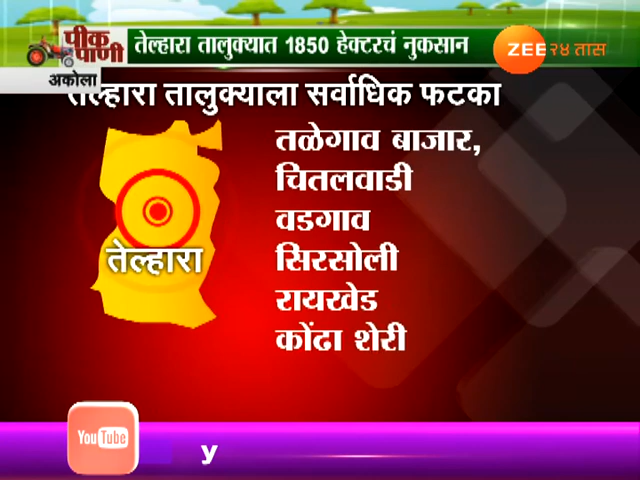 पीक पाणी
अकोला
तेल्हारा तालुक्यात 1850 हेक्टरचं नुकसान
ZEE २४ तास
तेल्हारा तालुक्याला सर्वाधिक फटका
तळेगाव बाजार,
चितलवाडी
वडगाव
सिरसोली
रायखेड
कोंढा शेरी
तेल्हारा
YouTube
y